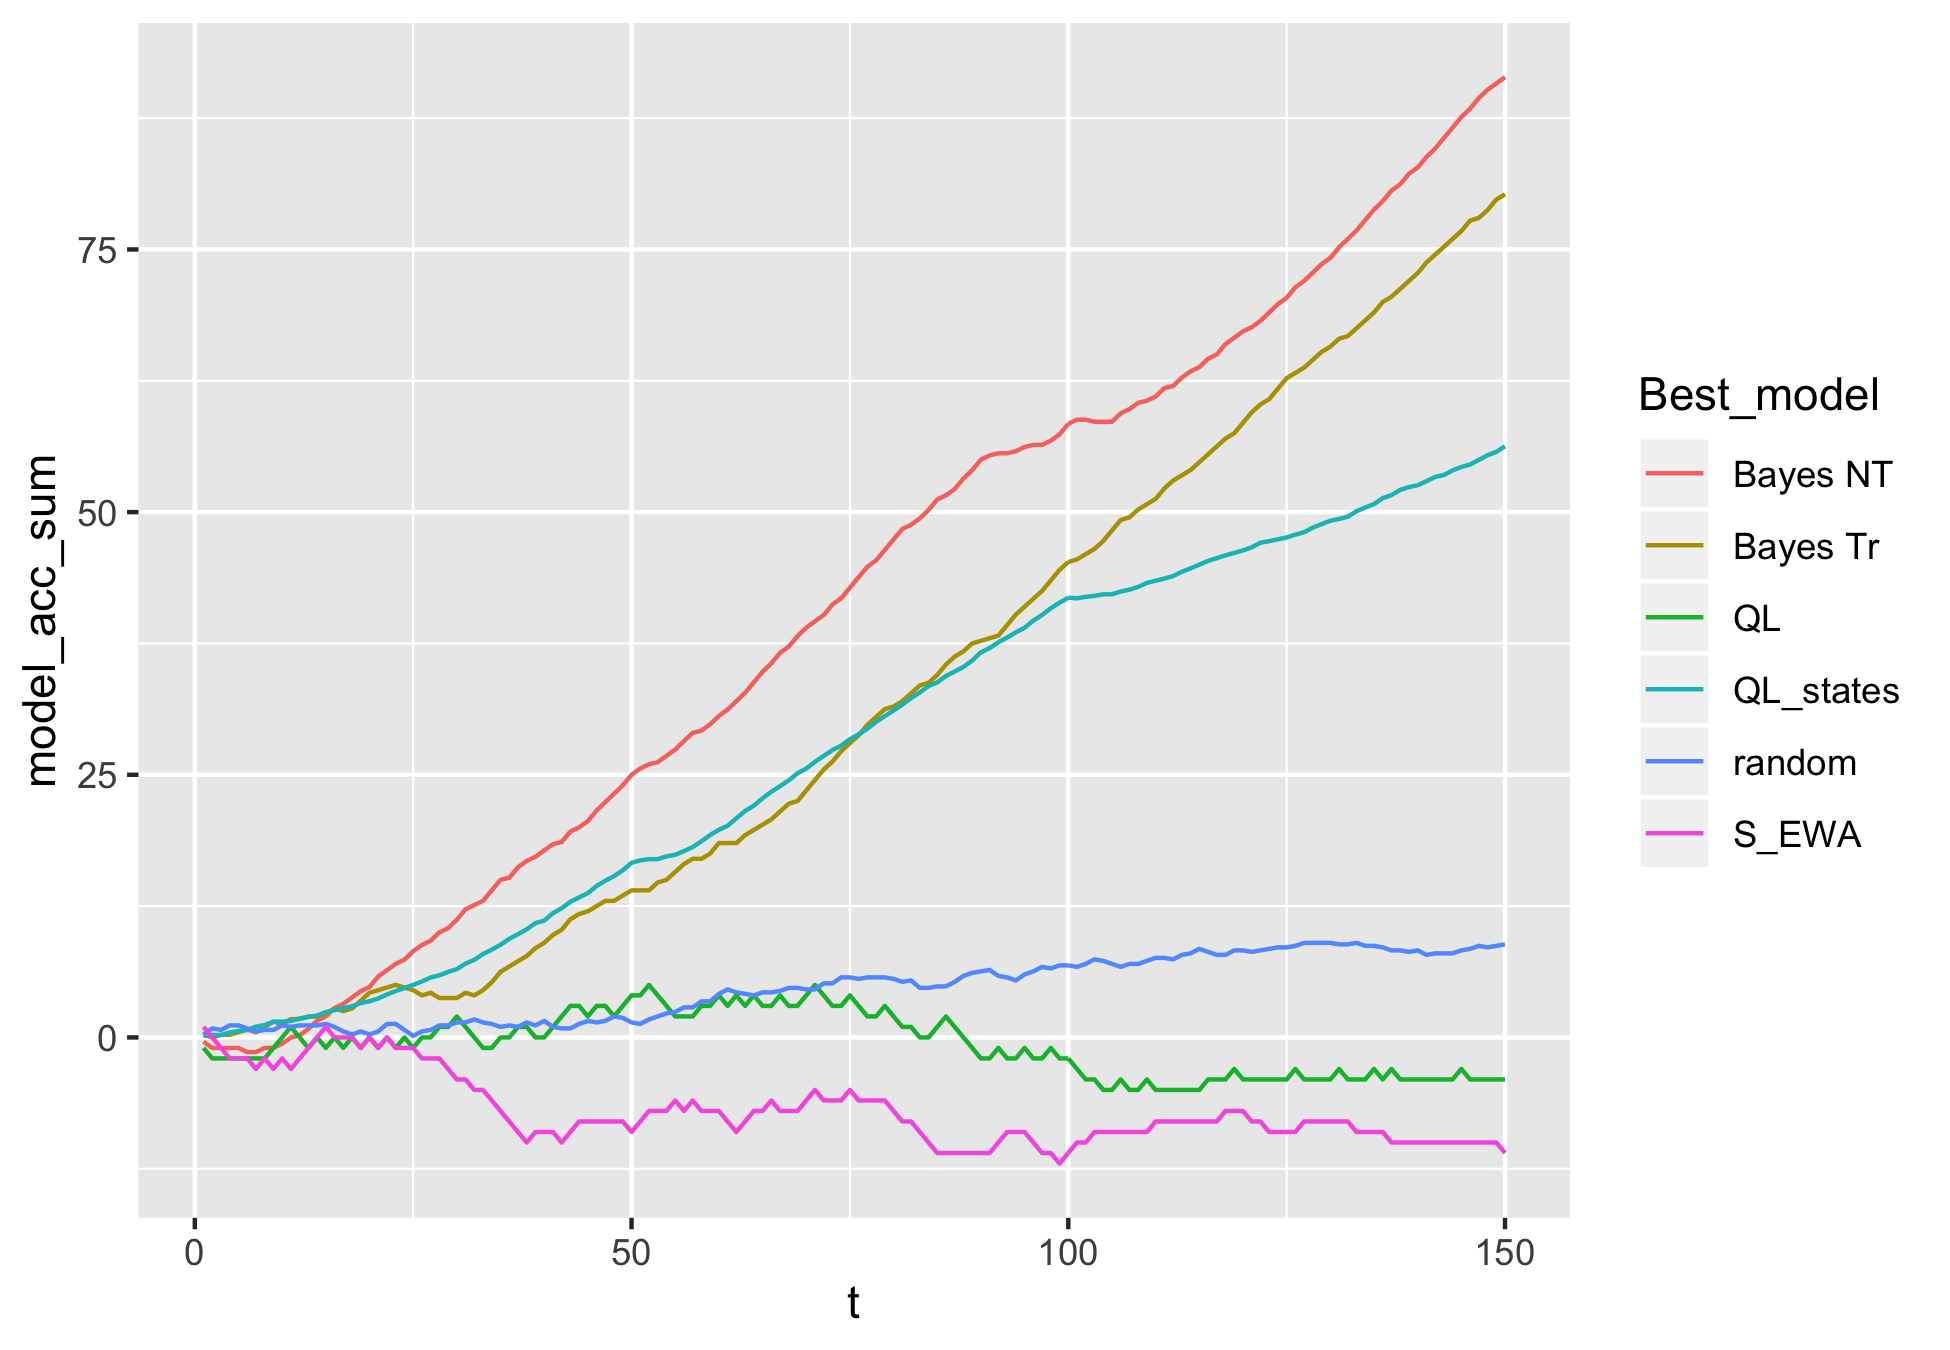 model_acc_sum
75
50
25
0
0
50
100
150
t
Best_model
Bayes NT
Bayes Tr
QL
QL_states
random
S_EWA